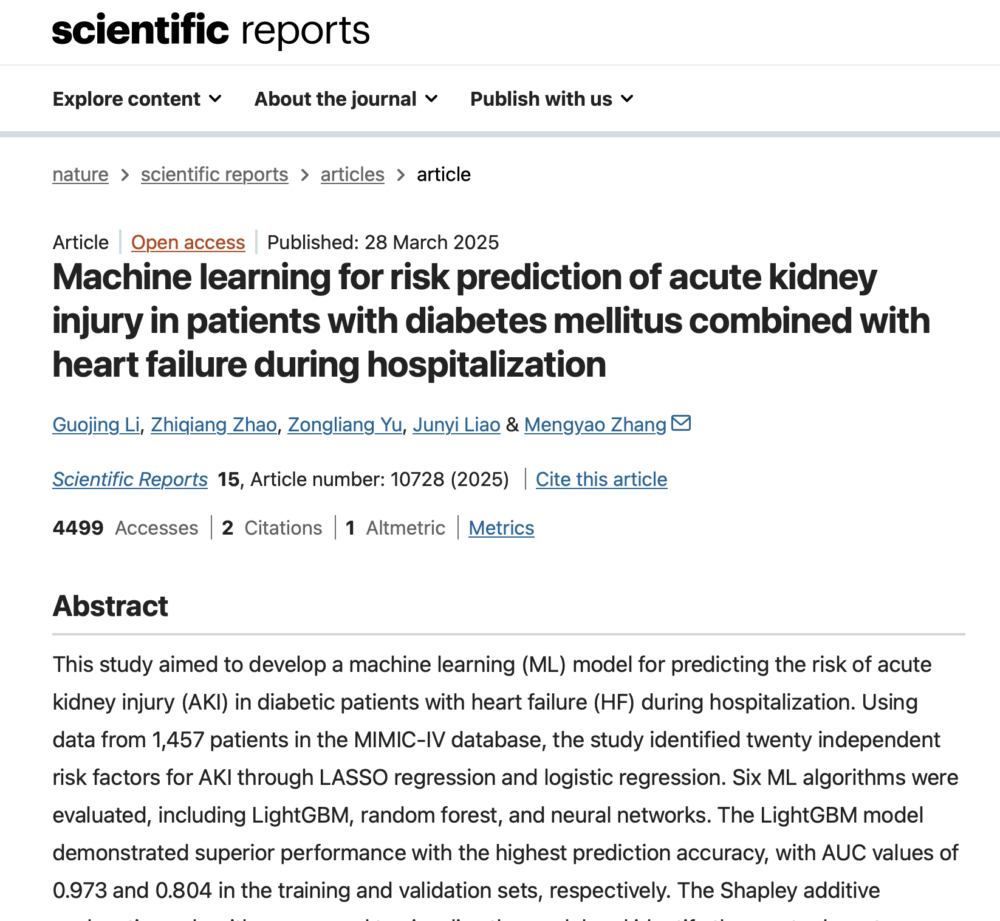 scientific reports
Explore content About the journal Publish with us
nature > scientific reports > articles > article
Article | Open access | Published: 28 March 2025
Machine learning for risk prediction of acute kidney
injury in patients with diabetes mellitus combined with
heart failure during hospitalization
Guojing Li, Zhiqiang Zhao, Zongliang Yu, Junyi Liao & Mengyao Zhang
Scientific Reports 15, Article number: 10728 (2025) | Cite this article
4499 Accesses | 2 Citations | 1 Altmetric | Metrics
Abstract
This study aimed to develop a machine learning (ML) model for predicting the risk of acute
kidney injury (AKI) in diabetic patients with heart failure (HF) during hospitalization. Using
data from 1,457 patients in the MIMIC-IV database, the study identified twenty independent
risk factors for AKI through LASSO regression and logistic regression. Six ML algorithms were
evaluated, including LightGBM, random forest, and neural networks. The LightGBM model
demonstrated superior performance with the highest prediction accuracy, with AUC values of
0.973 and 0.804 in the training and validation sets, respectively. The Shapley additive